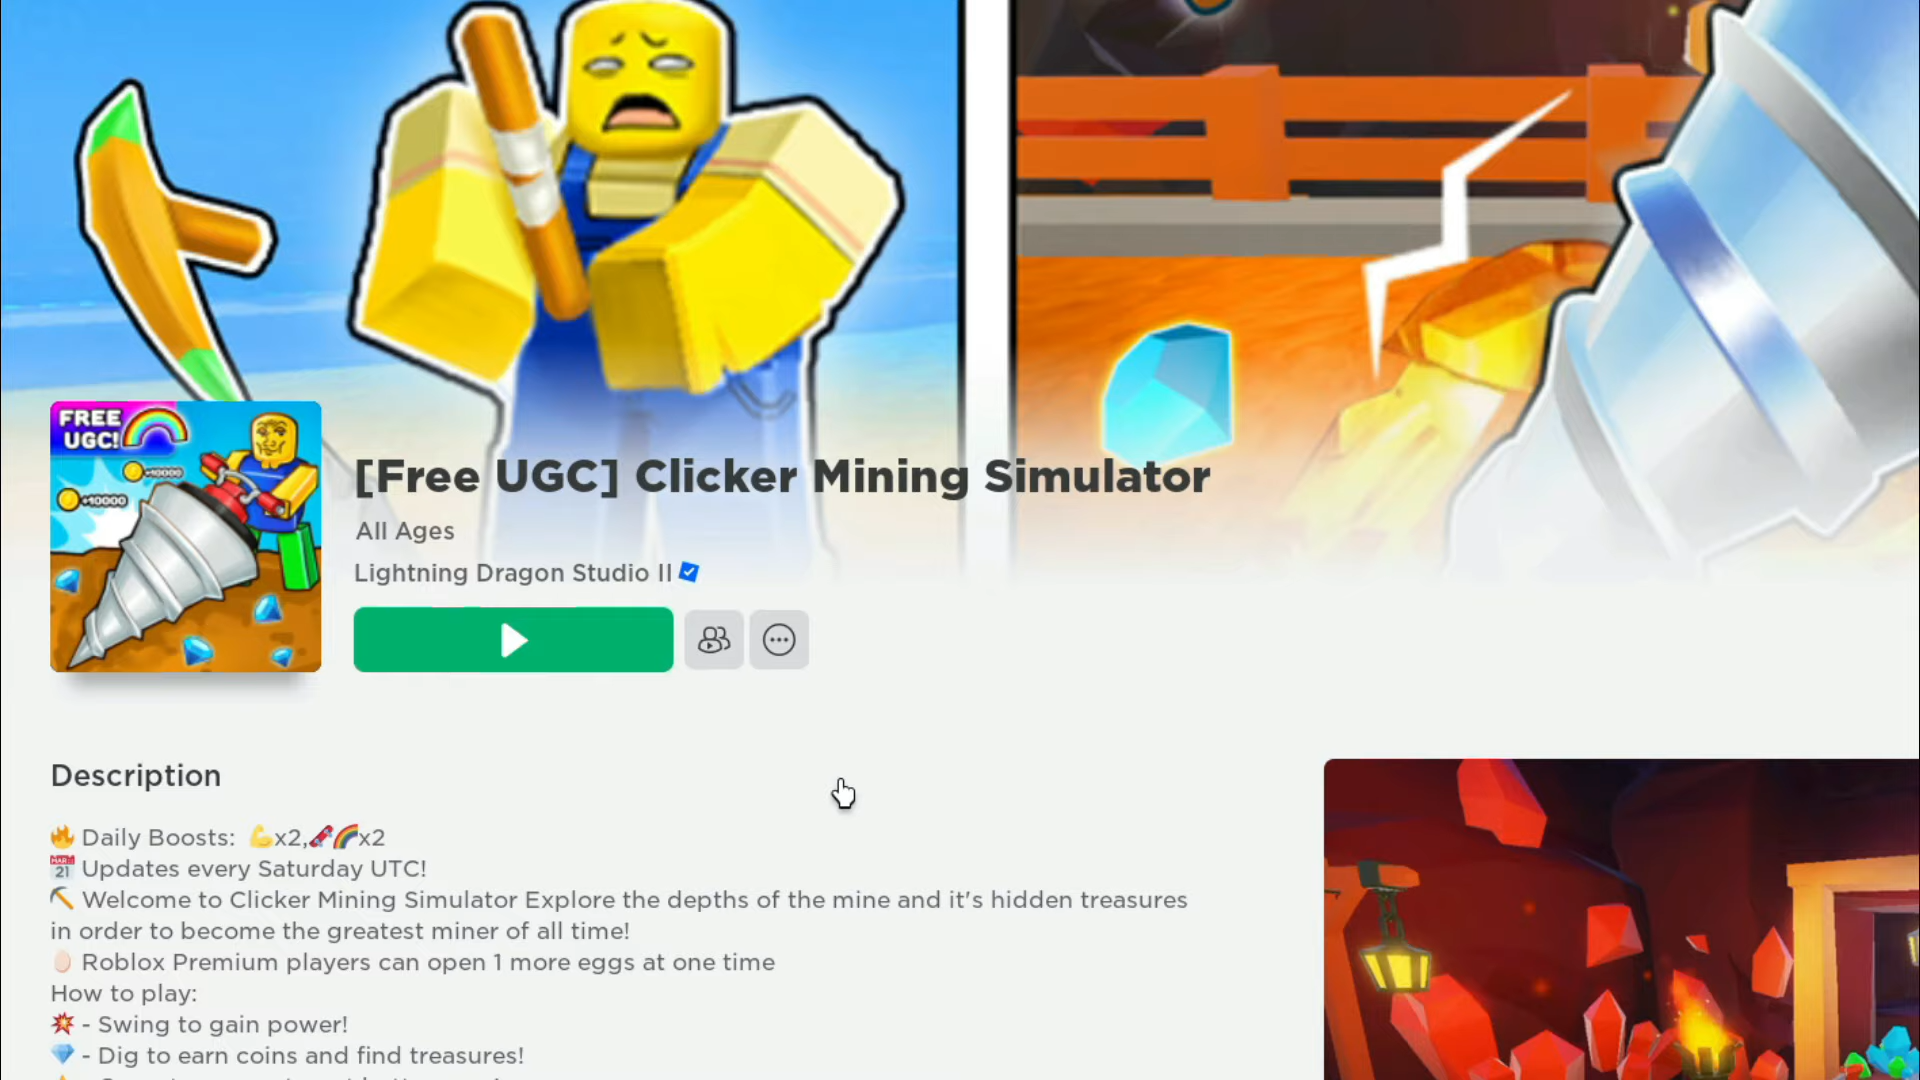 FREE
UGC!
+10000
+10000
[Free UGC] Clicker Mining Simulator
All Ages
Lightning Dragon Studio II
Description
🔥 Daily Boosts: 💪x2,🚀🌈x2
📅 Updates every Saturday UTC!
⛏️ Welcome to Clicker Mining Simulator Explore the depths of the mine and it's hidden treasures
in order to become the greatest miner of all time!
🥚 Roblox Premium players can open 1 more eggs at one time
How to play:
💥 - Swing to gain power!
💎 - Dig to earn coins and find treasures!